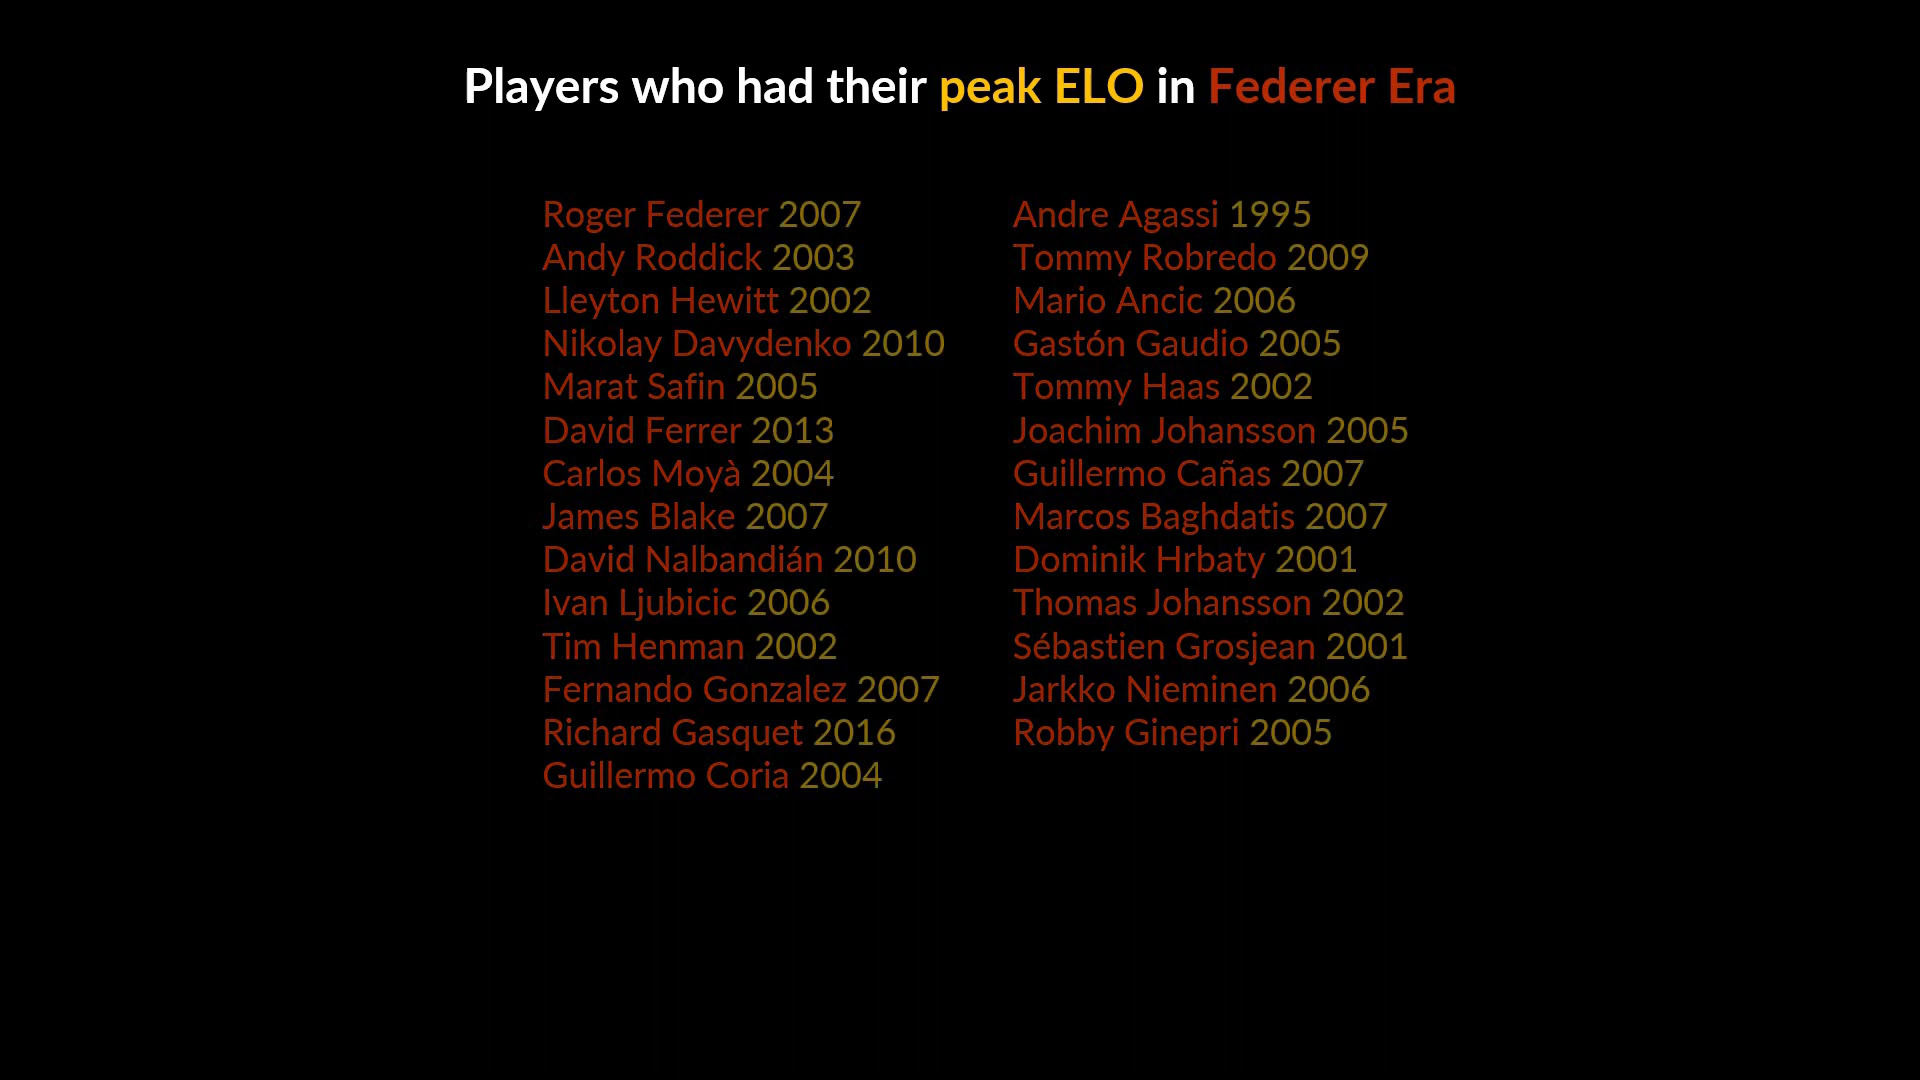 Players who had their peak ELO in Federer Era
Roger Federer 2007
Andy Roddick 2003
Lleyton Hewitt 2002
Nikolay Davydenko 2010
Marat Safin 2005
David Ferrer 2013
Carlos Moyà 2004
James Blake 2007
David Nalbandián 2010
Ivan Ljubicic 2006
Tim Henman 2002
Fernando Gonzalez 2007
Richard Gasquet 2016
Guillermo Coria 2004
Andre Agassi 1995
Tommy Robredo 2009
Mario Ancic 2006
Gastón Gaudio 2005
Tommy Haas 2002
Joachim Johansson 2005
Guillermo Cañas 2007
Marcos Baghdatis 2007
Dominik Hrbaty 2001
Thomas Johansson 2002
Sébastien Grosjean 2001
Jarkko Nieminen 2006
Robby Ginepri 2005